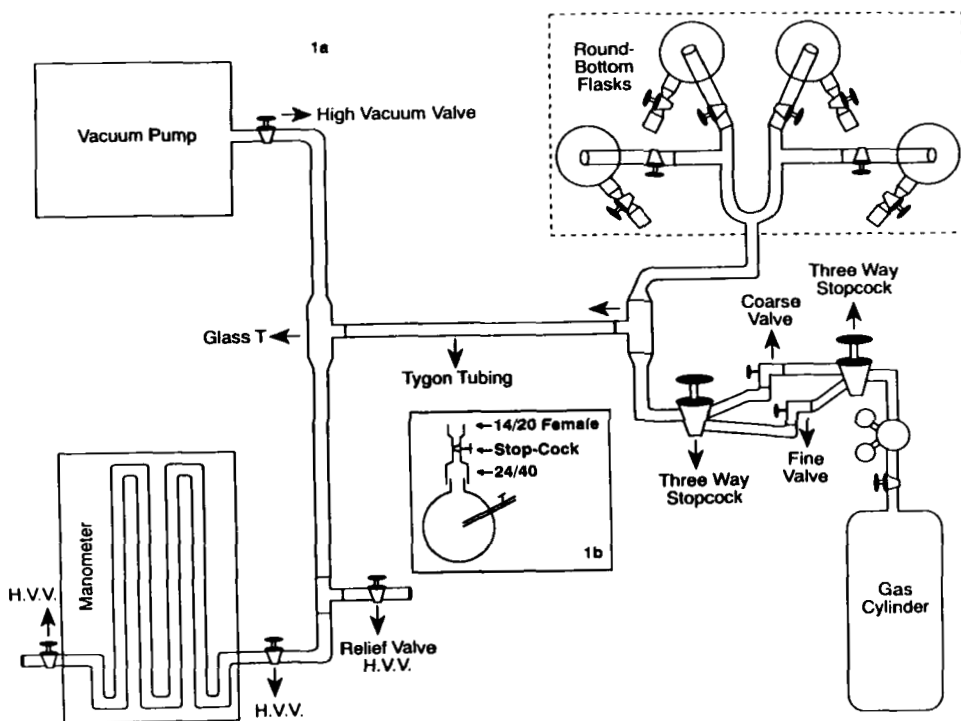 1a
Vacuum Pump
High Vacuum Valve
Round-
Bottom
Flasks
Three Way
Stopcock
Coarse
Valve
Glass T
Tygon Tubing
14/20 Female
Stop-Cock
24/40
1b
Three Way
Stopcock
Fine
Valve
Gas
Cylinder
Manometer
H.V.V.
Relief Valve
H.V.V.
H.V.V.